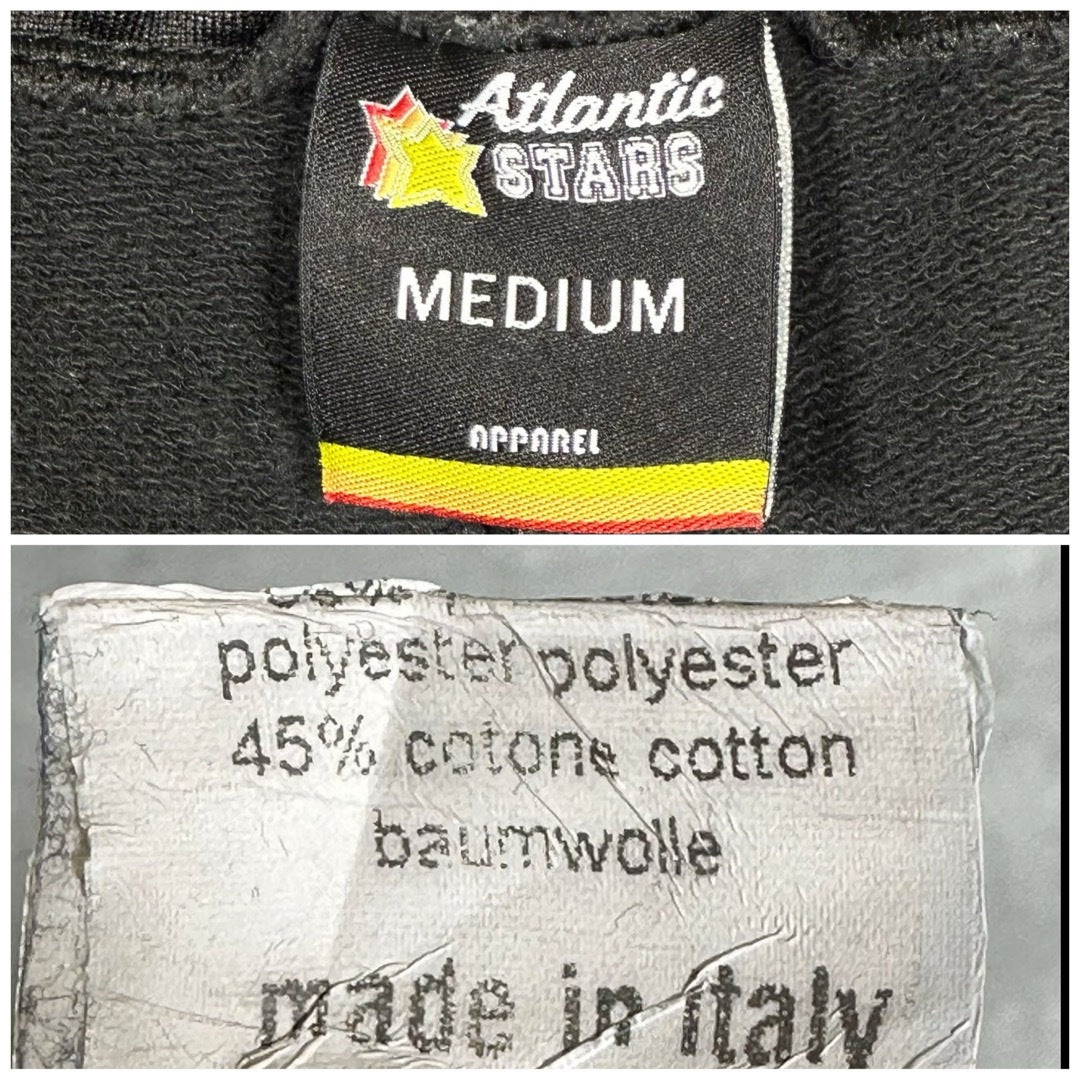 Atlantic
STARS
MEDIUM
APPAREL
polyester polyester
45% cotone cotton
baumwolle
made in italy